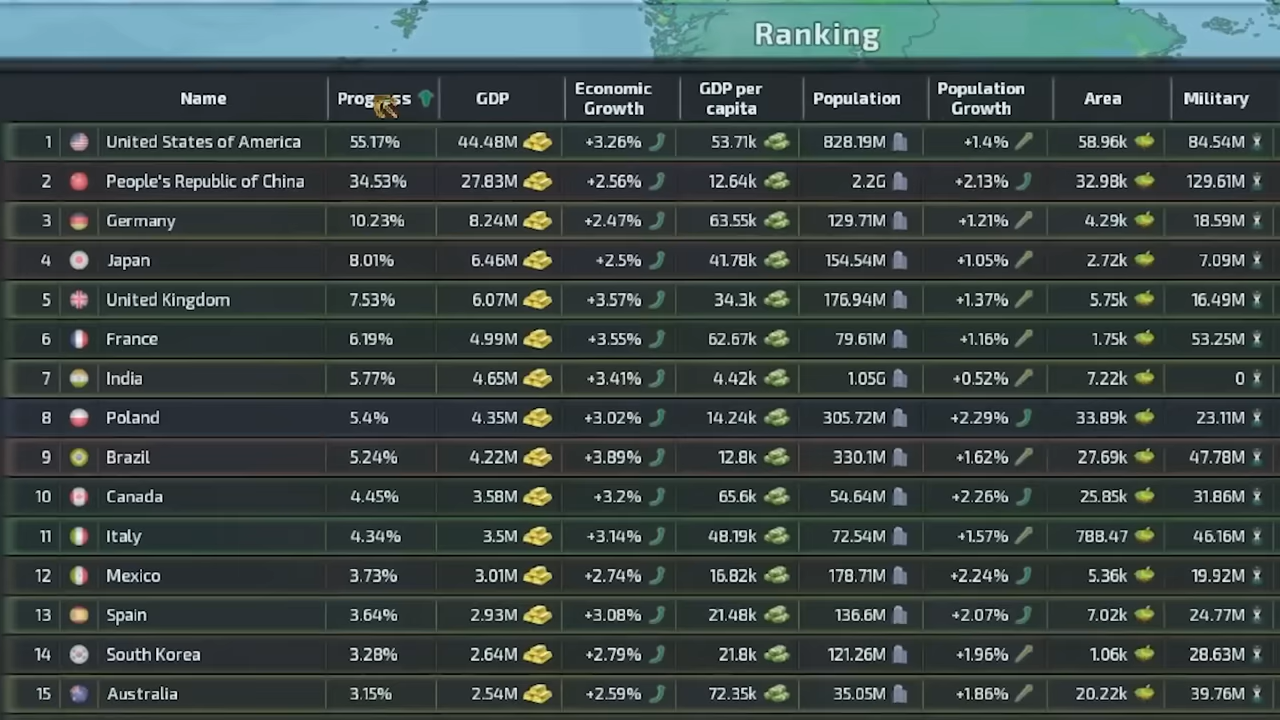 Ranking
Name Progress GDP Economic Growth GDP per capita Population Population Growth Area Military
1 United States of America 55.17% 44.48M +3.26% 53.71k 828.19M +1.4% 58.96k 84.54M
2 People's Republic of China 34.53% 27.83M +2.56% 12.64k 2.2G +2.13% 32.98k 129.61M
3 Germany 10.23% 8.24M +2.47% 63.55k 129.71M +1.21% 4.29k 18.59M
4 Japan 8.01% 6.46M +2.5% 41.78k 154.54M +1.05% 2.72k 7.09M
5 United Kingdom 7.53% 6.07M +3.57% 34.3k 176.94M +1.37% 5.75k 16.49M
6 France 6.19% 4.99M +3.55% 62.67k 79.61M +1.16% 1.75k 53.25M
7 India 5.77% 4.65M +3.41% 4.42k 1.05G +0.52% 7.22k 0
8 Poland 5.4% 4.35M +3.02% 14.24k 305.72M +2.29% 33.89k 23.11M
9 Brazil 5.24% 4.22M +3.89% 12.8k 330.1M +1.62% 27.69k 47.78M
10 Canada 4.45% 3.58M +3.2% 65.6k 54.64M +2.26% 25.85k 31.86M
11 Italy 4.34% 3.5M +3.14% 48.19k 72.54M +1.57% 788.47 46.16M
12 Mexico 3.73% 3.01M +2.74% 16.82k 178.71M +2.24% 5.36k 19.92M
13 Spain 3.64% 2.93M +3.08% 21.48k 136.6M +2.07% 7.02k 24.77M
14 South Korea 3.28% 2.64M +2.79% 21.8k 121.26M +1.96% 1.06k 28.63M
15 Australia 3.15% 2.54M +2.59% 72.35k 35.05M +1.86% 20.22k 39.76M